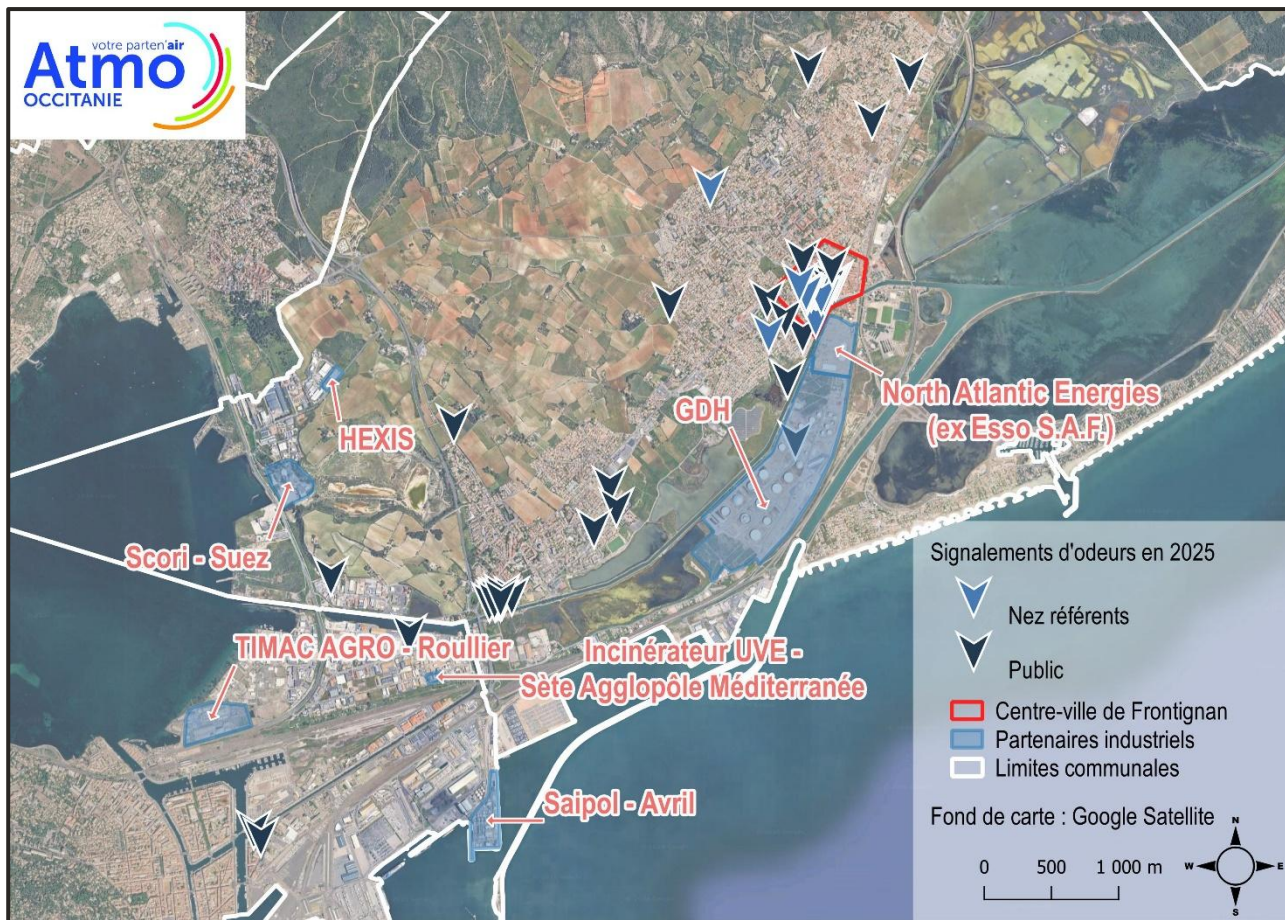 votre parten'air
Atmo
OCCITANIE
HEXIS
Scori - Suez
GDH
North Atlantic Energies
(ex Esso S.A.F.)
TIMAC AGRO - Roullier
Incinérateur UVE -
Sète Agglopôle Méditerranée
Saipol - Avril
Signalements d'odeurs en 2025
Nez référents
Public
Centre-ville de Frontignan
Partenaires industriels
Limites communales
Fond de carte : Google Satellite
0 500 1 000 m
N
W E
S